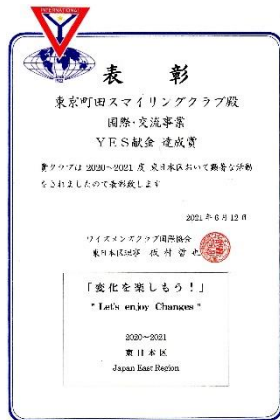 INTERNATIONAL
Y
表彰
東京町田スマイリングクラブ殿
国際・交流事業
YES献金 達成賞
貴クラブは2020~2021度 東日本区おいて顕著な活動
をされましたので表彰致します
2021年6月12日
ワイズメンズクラブ国際協会
東日本区理事 板村哲也
「変化を楽しもう!」
"Let's enjoy Changes"
2020~2021
東日本区
Japan East Region